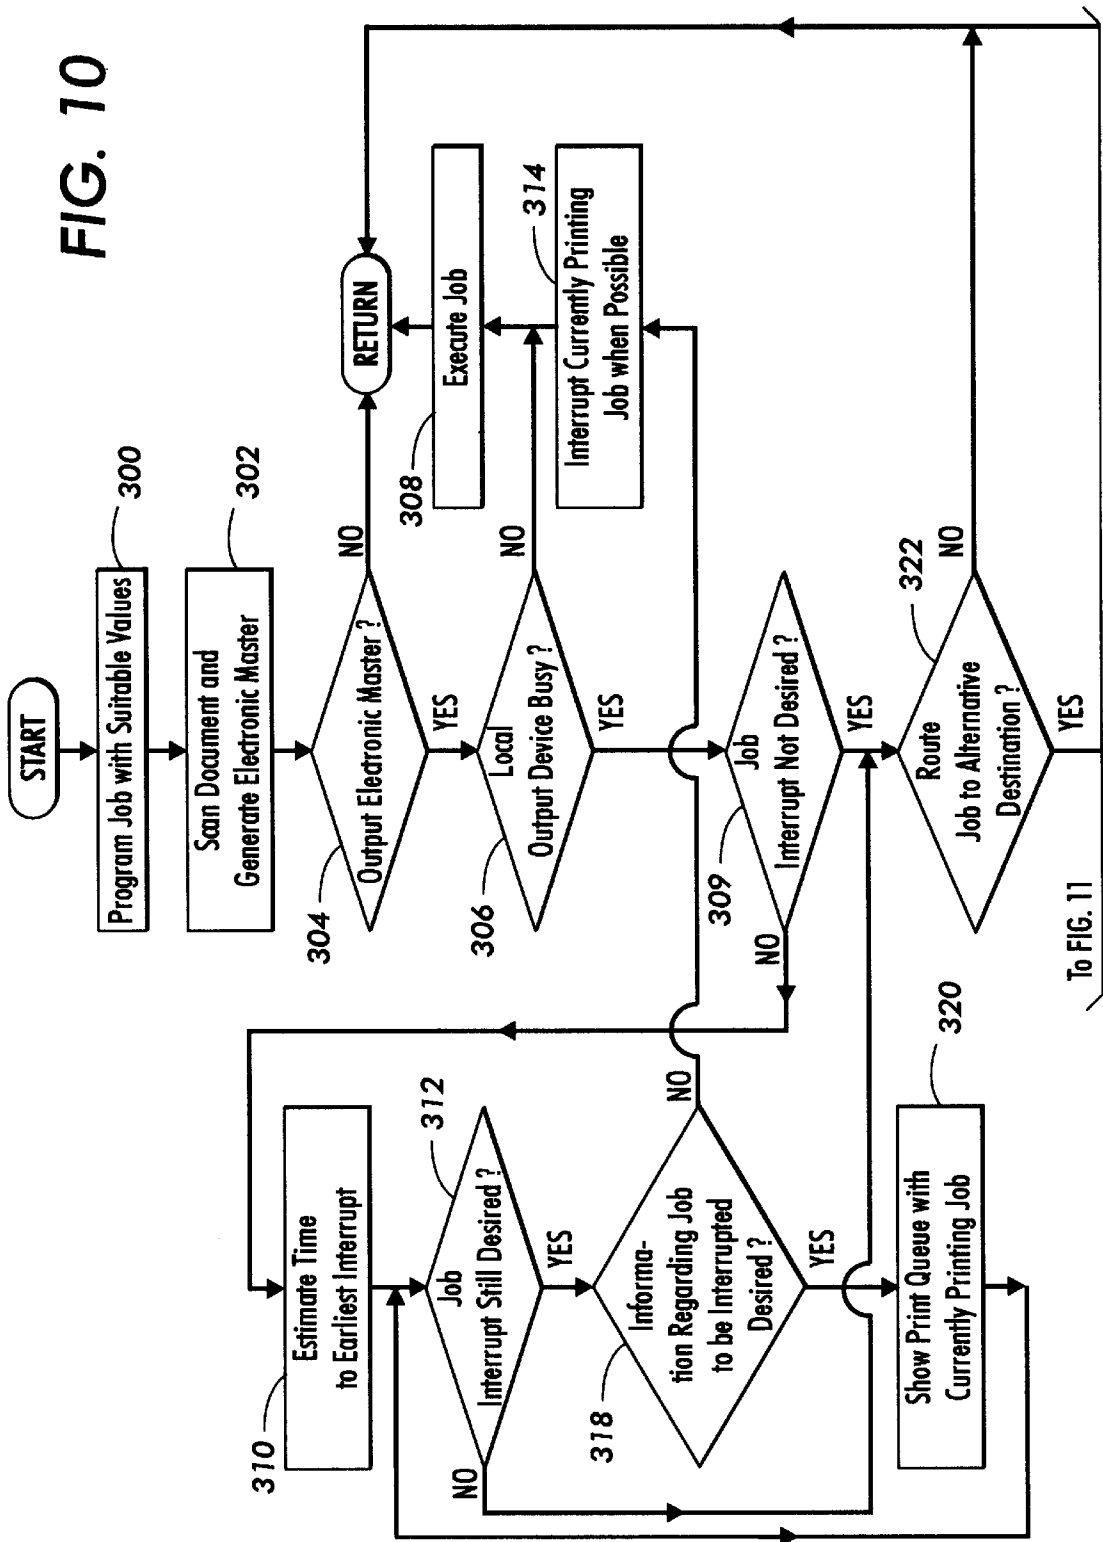 FIG. 10
START
300
Program Job with Suitable Values
302
Scan Document and
Generate Electronic Master
304
Output Electronic Master ?
NO
YES
RETURN
306
Local
Output Device Busy ?
NO
YES
308
Execute Job
314
Interrupt Currently Printing
Job when Possible
309
Job
Interrupt Not Desired ?
NO
YES
310
Estimate Time
to Earliest Interrupt
312
Job
Interrupt Still Desired ?
NO
YES
318
Informa-
tion Regarding Job
to be Interrupted
Desired ?
NO
YES
320
Show Print Queue with
Currently Printing Job
322
Route
Job to Alternative
Destination ?
NO
YES
To FIG. 11